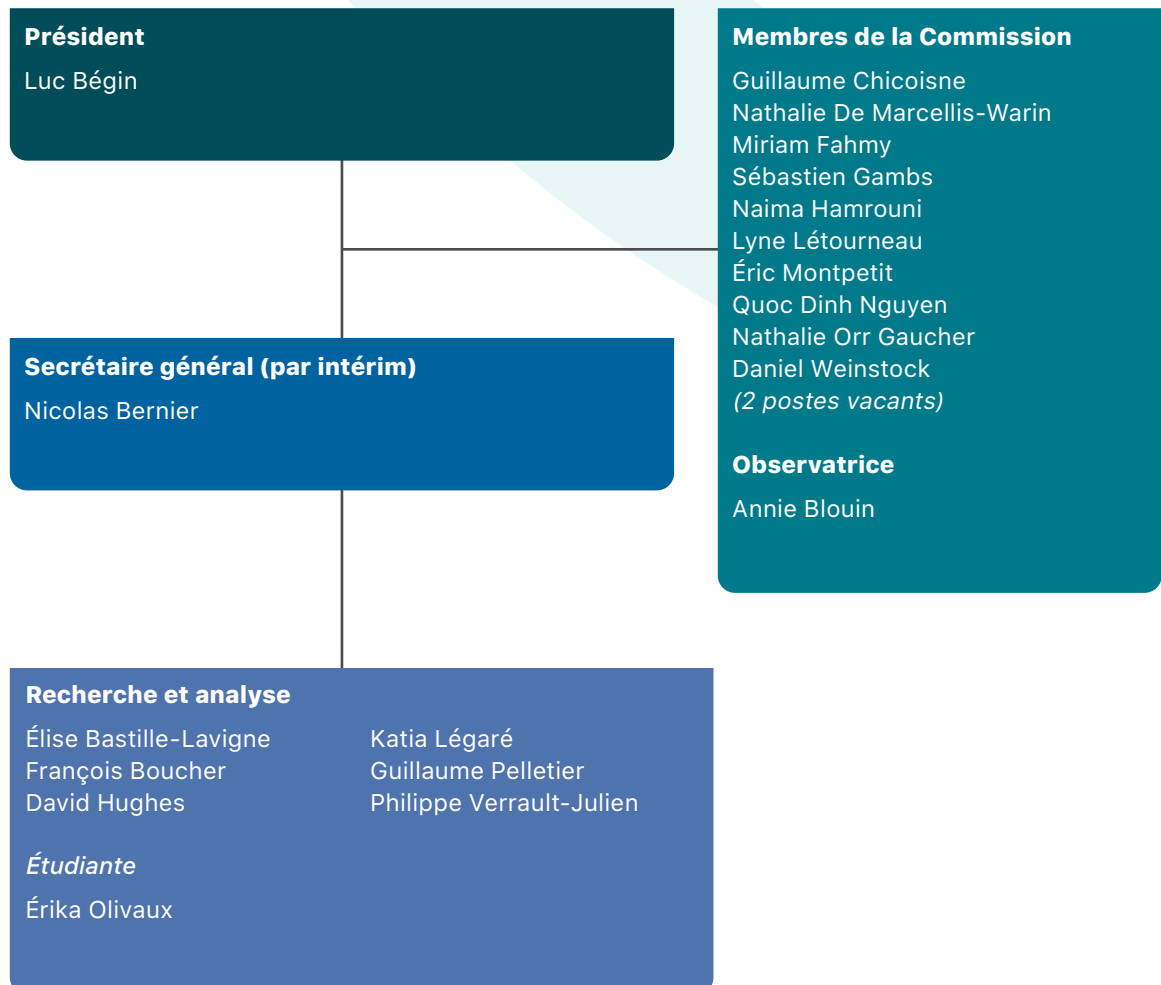 Président
Luc Bégin
Membres de la Commission
Guillaume Chicoisne
Nathalie De Marcellis-Warin
Miriam Fahmy
Sébastien Gambs
Naima Hamrouni
Lyne Létourneau
Éric Montpetit
Quoc Dinh Nguyen
Nathalie Orr Gaucher
Daniel Weinstock
(2 postes vacants)
Observatrice
Annie Blouin
Secrétaire général (par intérim)
Nicolas Bernier
Recherche et analyse
Élise Bastille-Lavigne
François Boucher
David Hughes
Katia Légaré
Guillaume Pelletier
Philippe Verrault-Julien
Étudiante
Érika Olivaux